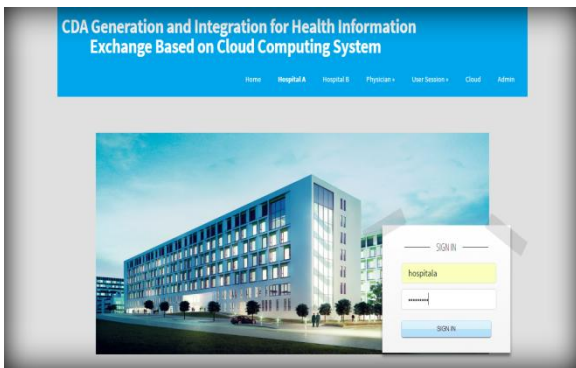 CDA Generation and Integration for Health Information
Exchange Based on Cloud Computing System
Home Hospital A Hospital B Physician » User Session » Cloud Admin
SIGN IN
hospitala
•••••••••
SIGN IN